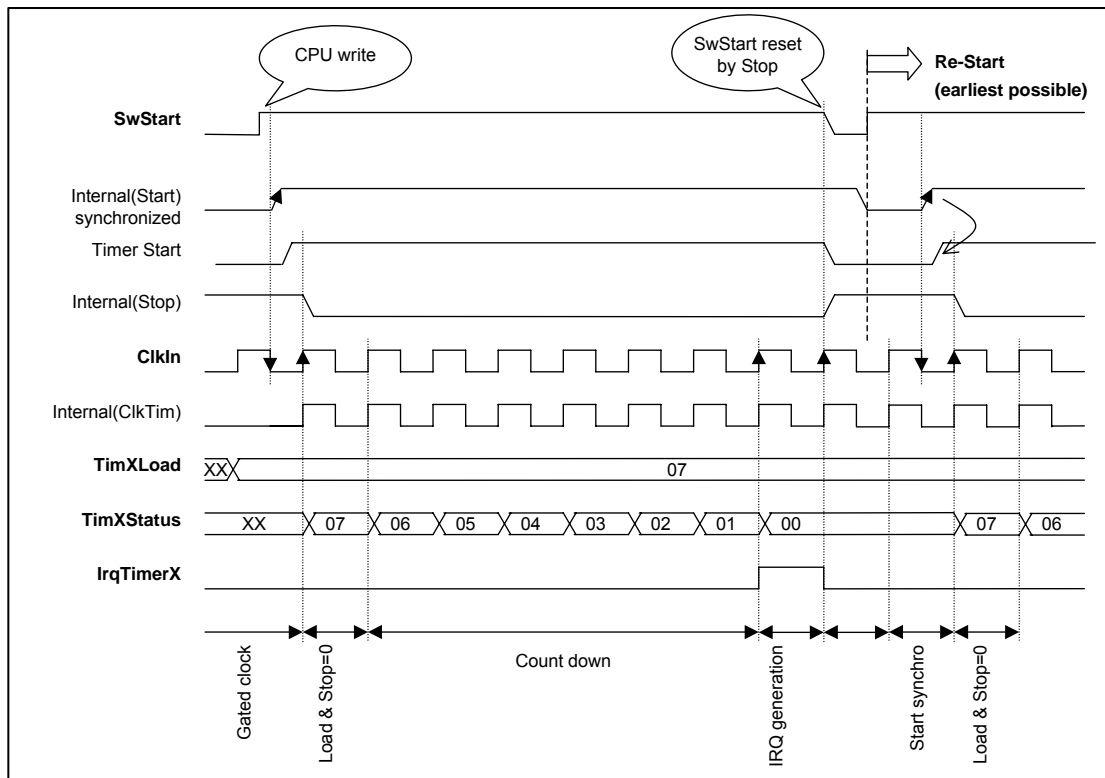 CPU write
SwStart reset
by Stop
Re-Start
(earliest possible)
SwStart
Internal(Start)
synchronized
Timer Start
Internal(Stop)
ClkIn
Internal(ClkTim)
TimXLoad
XX
07
TimXStatus
XX
07
06
05
04
03
02
01
00
07
06
IrqTimerX
Gated clock
Load & Stop=0
Count down
IRQ generation
Start synchro
Load & Stop=0